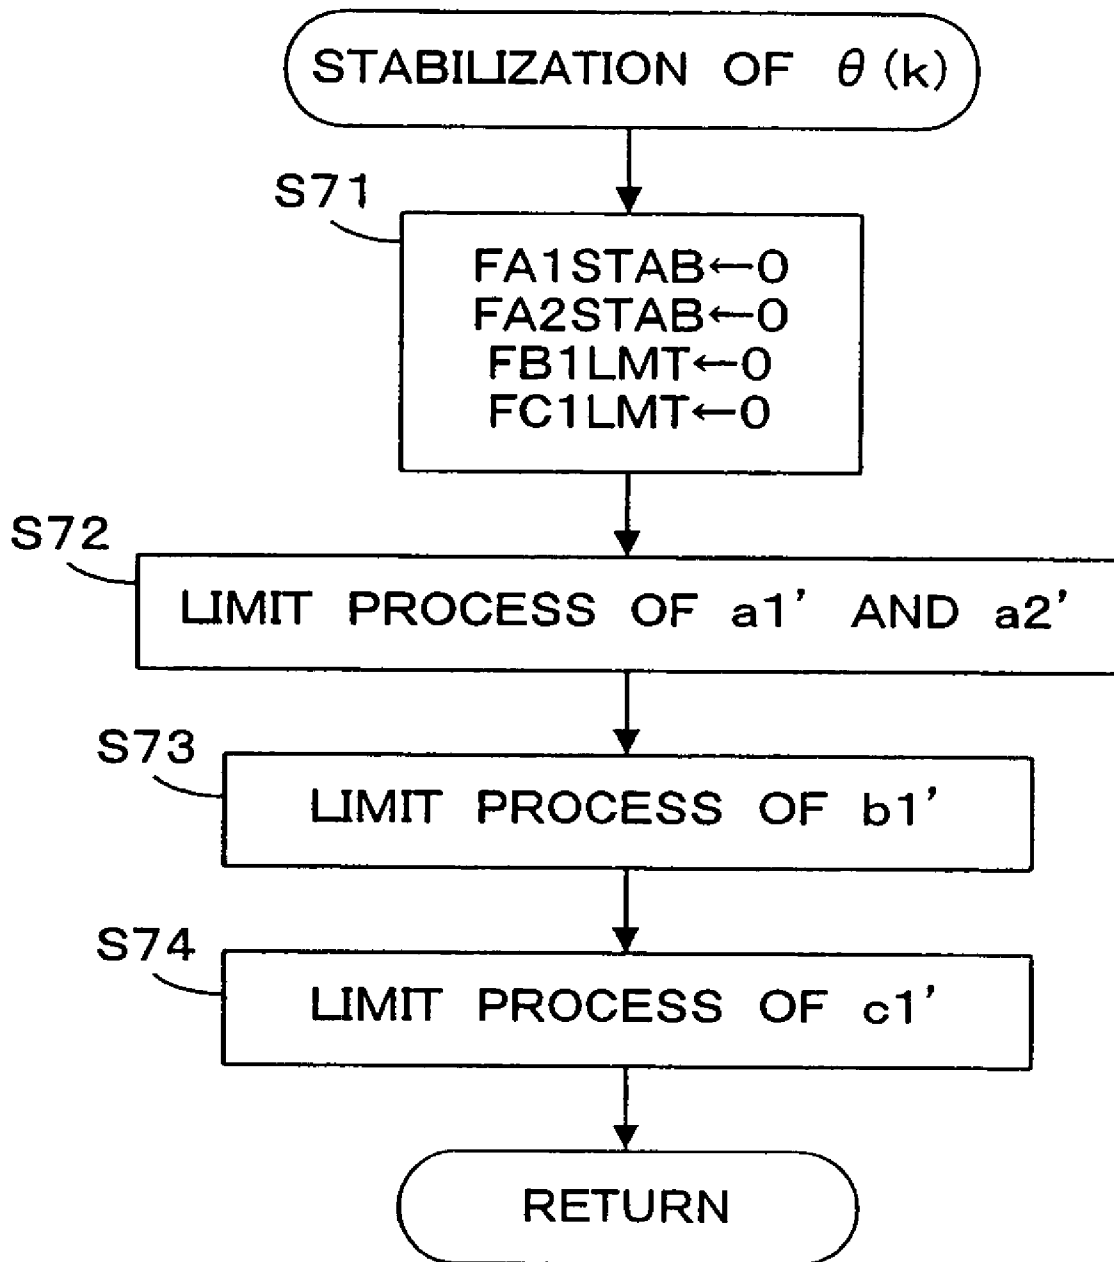 STABILIZATION OF θ(k)
S71
FA1STAB←0
FA2STAB←0
FB1LMT←0
FC1LMT←0
S72
LIMIT PROCESS OF a1' AND a2'
S73
LIMIT PROCESS OF b1'
S74
LIMIT PROCESS OF c1'
RETURN